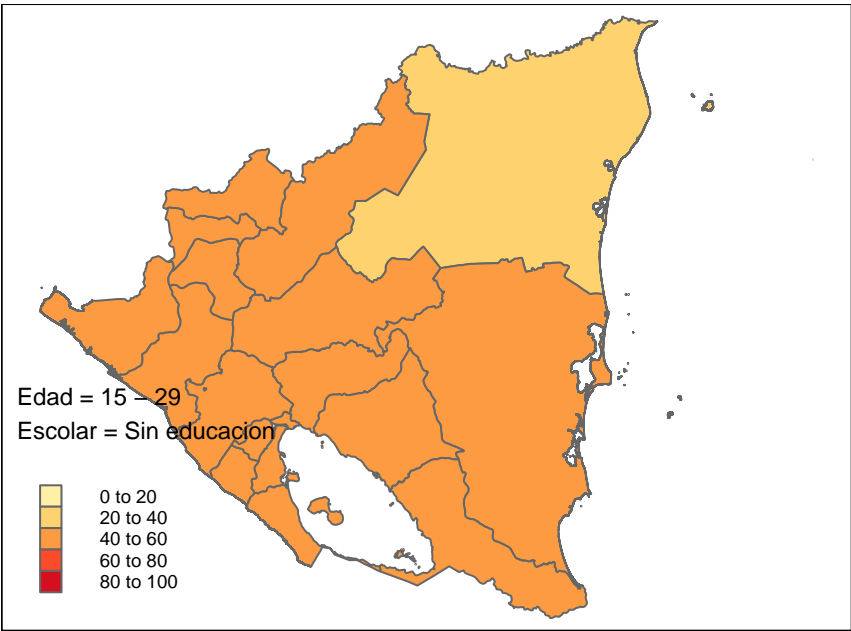 Edad = 15 – 29
Escolar = Sin educacion
0 to 20
20 to 40
40 to 60
60 to 80
80 to 100